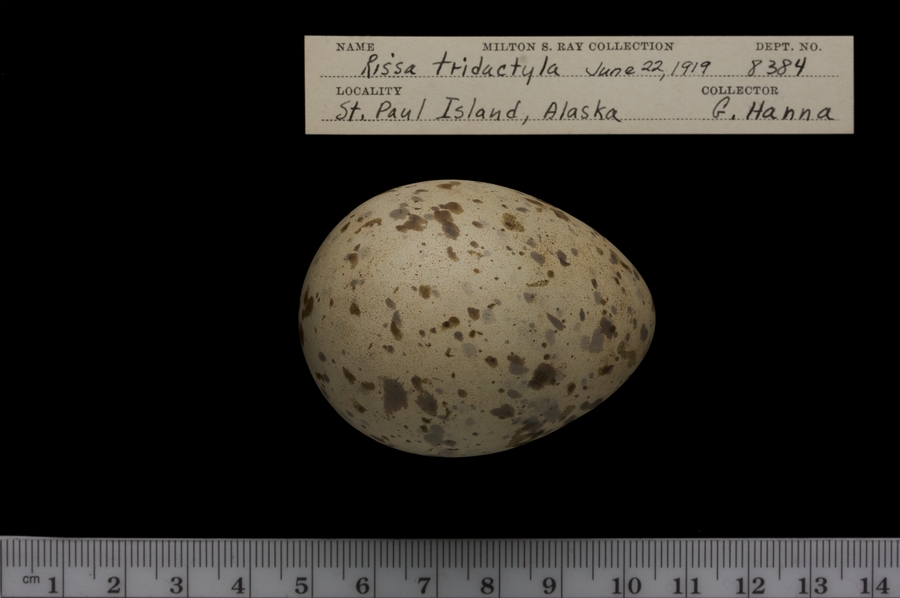 NAME MILTON S. RAY COLLECTION DEPT. NO.
Rissa tridactyla June 22, 1919 8384
LOCALITY COLLECTOR
St. Paul Island, Alaska G. Hanna
cm 1 2 3 4 5 6 7 8 9 10 11 12 13 14